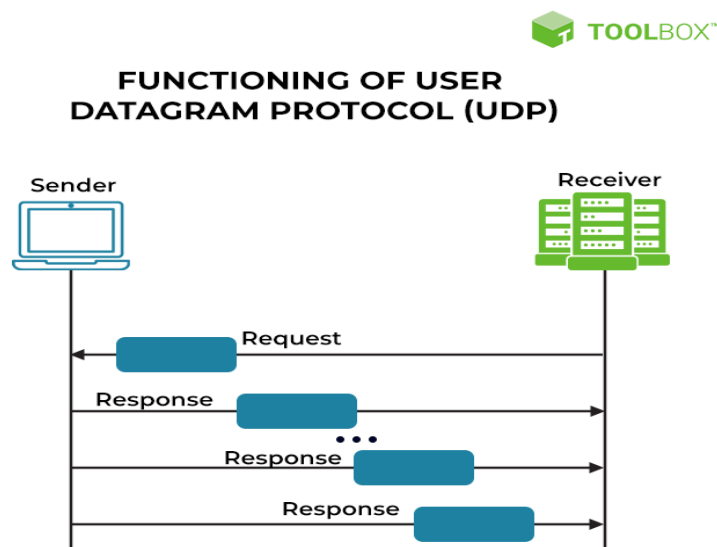 TOOLBOX™
FUNCTIONING OF USER
DATAGRAM PROTOCOL (UDP)
Sender
Receiver
Request
Response
Response
Response